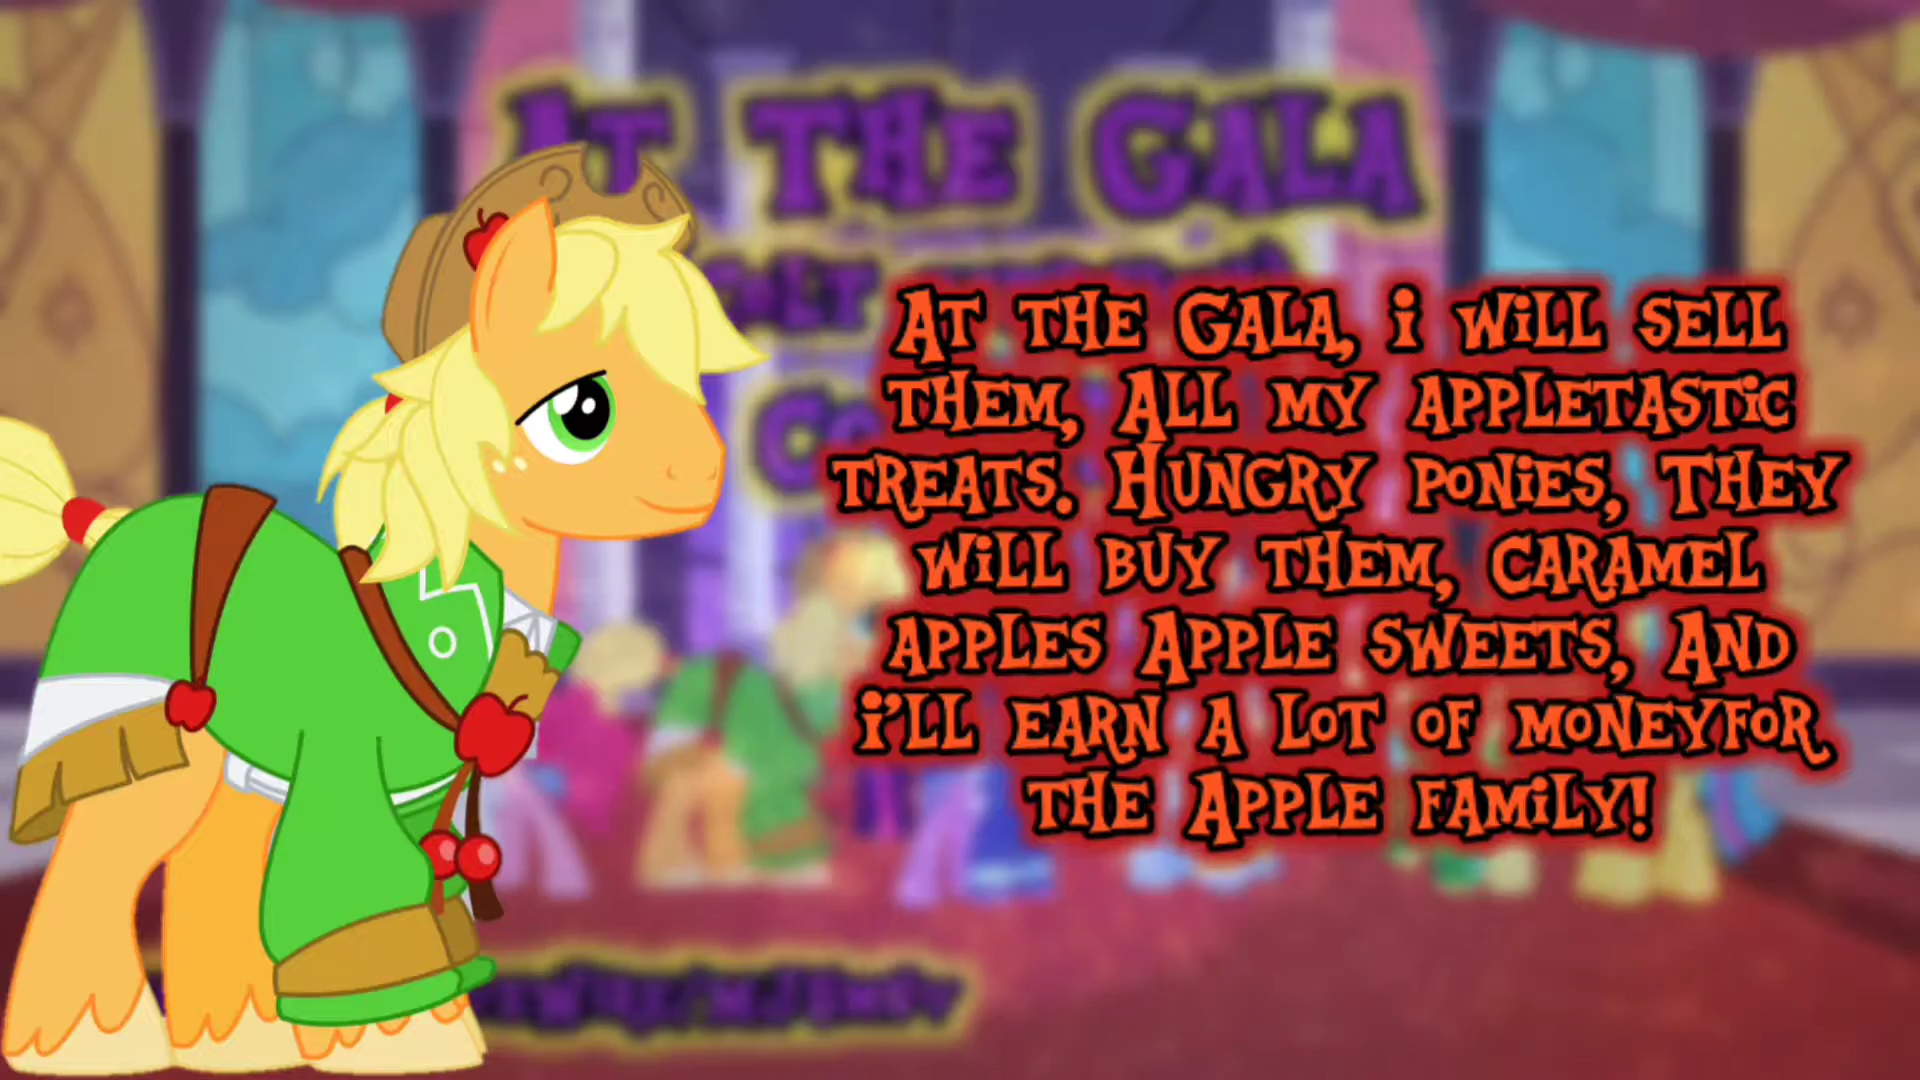 At the Gala
At the Gala, i will sell
them, All my appletastic
treats. Hungry ponies, They
will buy them, caramel
apples Apple sweets, And
i'll earn a lot of moneyfor
the Apple family!